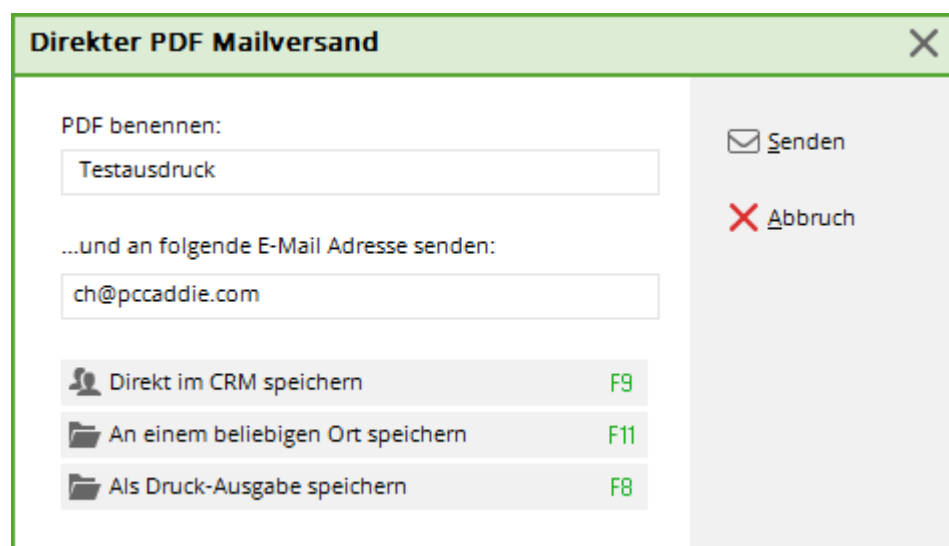 Direkter PDF Mailversand
PDF benennen:
Testausdruck
...und an folgende E-Mail Adresse senden:
ch@pccaddie.com
Direkt im CRM speichern F9
An einem beliebigen Ort speichern F11
Als Druck-Ausgabe speichern F8
Senden
Abbruch